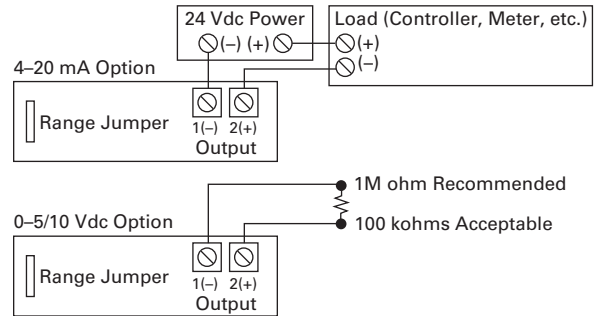 24 Vdc Power
Load (Controller, Meter, etc.)
(–) (+)
(+)
(–)
4–20 mA Option
Range Jumper
1(–) 2(+)
Output
1M ohm Recommended
0–5/10 Vdc Option
100 kohms Acceptable
Range Jumper
1(–) 2(+)
Output